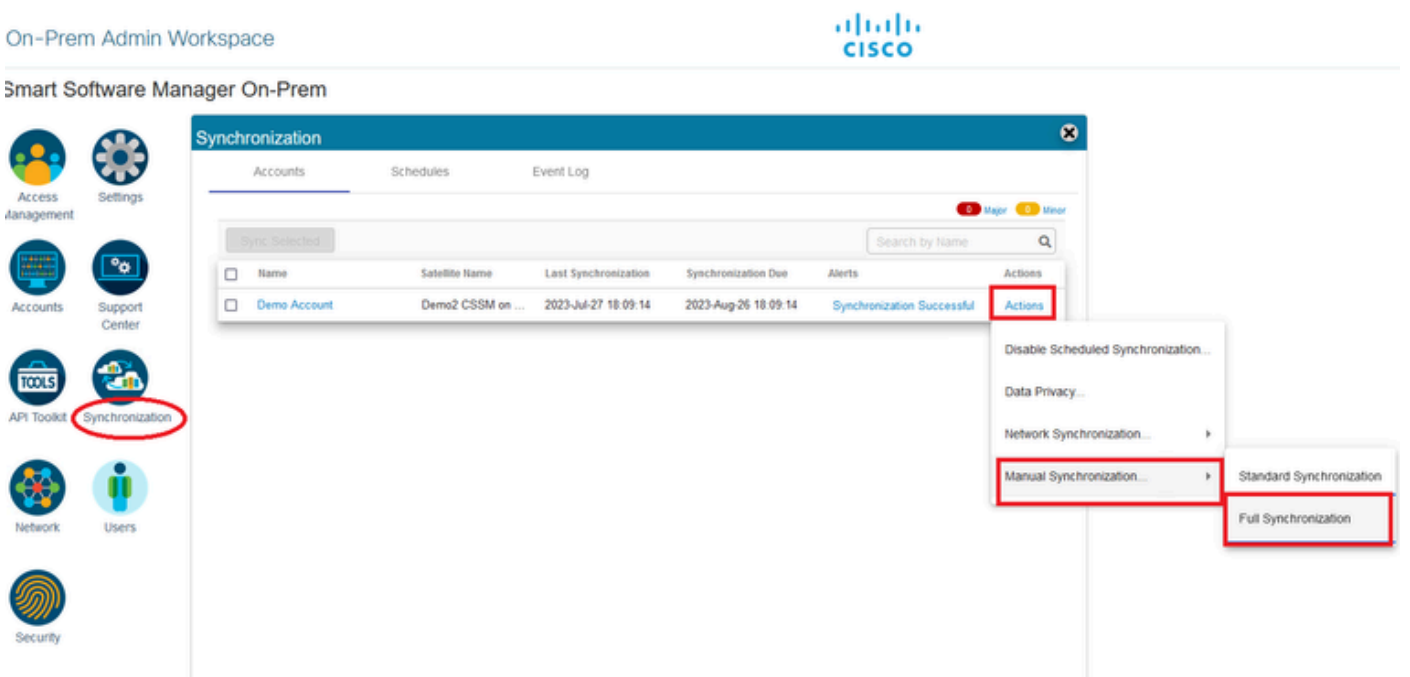 On-Prem Admin Workspace
CISCO
Smart Software Manager On-Prem
Access Management
Settings
Accounts
Support Center
TOOLS
API Toolkit
Synchronization
Network
Users
Security
Synchronization
Accounts Schedules Event Log
0 Major 0 Minor
Sync Selected
Search by Name
Name Satellite Name Last Synchronization Synchronization Due Alerts Actions
Demo Account Demo2 CSSM on ... 2023-Jul-27 18:09:14 2023-Aug-26 18:09:14 Synchronization Successful Actions
Disable Scheduled Synchronization...
Data Privacy...
Network Synchronization...
Manual Synchronization...
Standard Synchronization
Full Synchronization